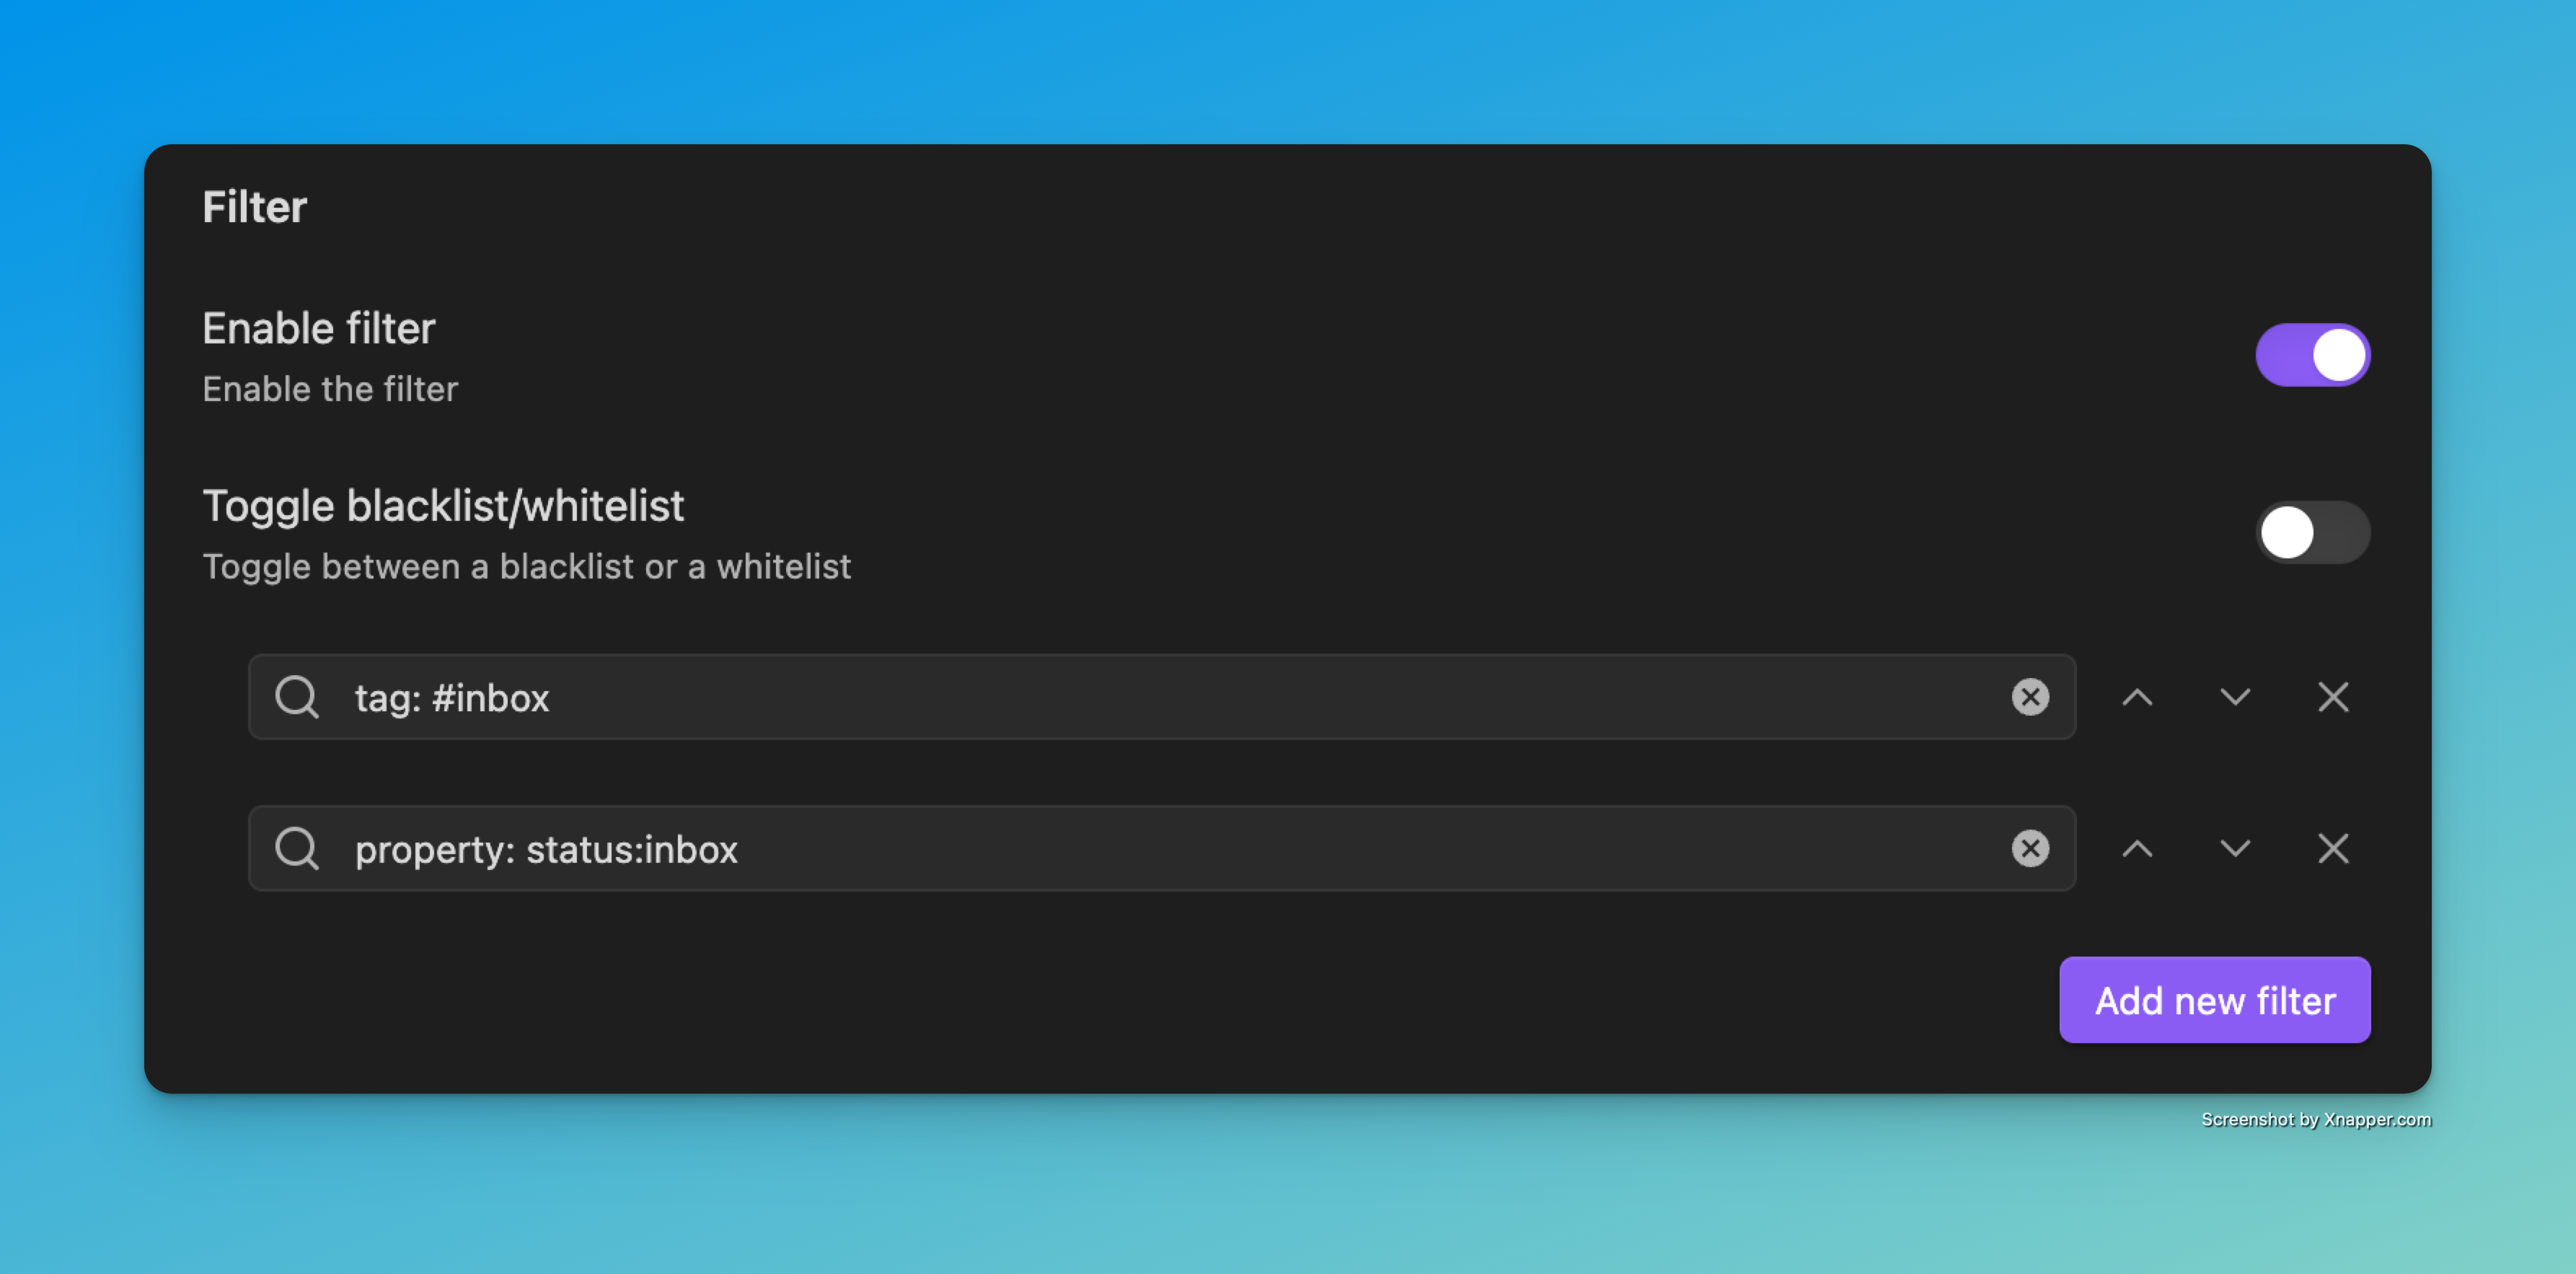 Filter
Enable filter
Enable the filter
Toggle blacklist/whitelist
Toggle between a blacklist or a whitelist
tag: #inbox
property: status:inbox
Add new filter
Screenshot by Xnapper.com